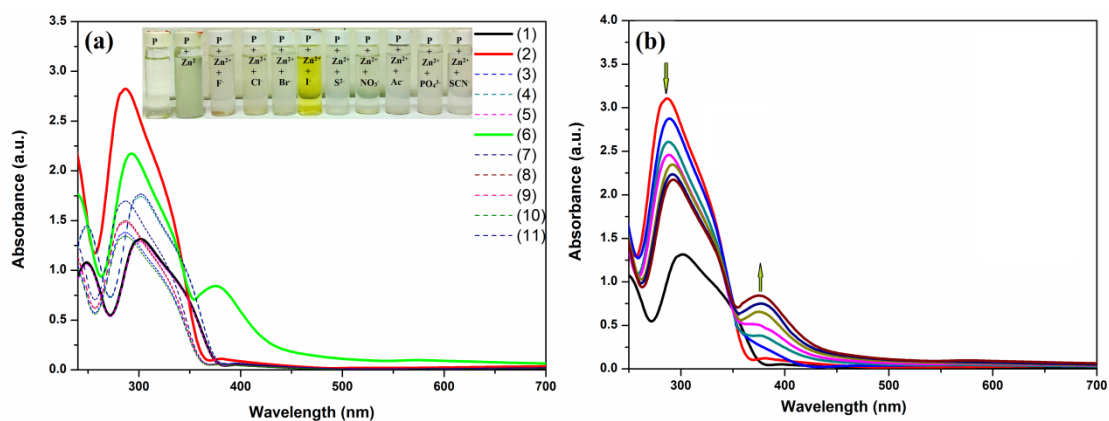 (a)
P
P
+
Zn²
P
+
Zn²⁺
+
F⁻
P
+
Zn²⁺
+
Cl⁻
P
+
Zn²⁺
+
Br⁻
P
+
Zn²⁺
+
I⁻
P
+
Zn²⁺
+
S²⁻
P
+
Zn²⁺
+
NO₃⁻
P
+
Zn²⁺
+
Ac⁻
P
+
Zn²⁺
+
PO₄³⁻
P
+
Zn²⁺
+
SCN⁻
(1)
(2)
(3)
(4)
(5)
(6)
(7)
(8)
(9)
(10)
(11)
3.5
3.0
2.5
2.0
1.5
1.0
0.5
0.0
Absorbance (a.u.)
300 400 500 600 700
Wavelength (nm)
(b)
4.0
3.5
3.0
2.5
2.0
1.5
1.0
0.5
0.0
Absorbance (a.u.)
300 400 500 600 700
Wavelength (nm)